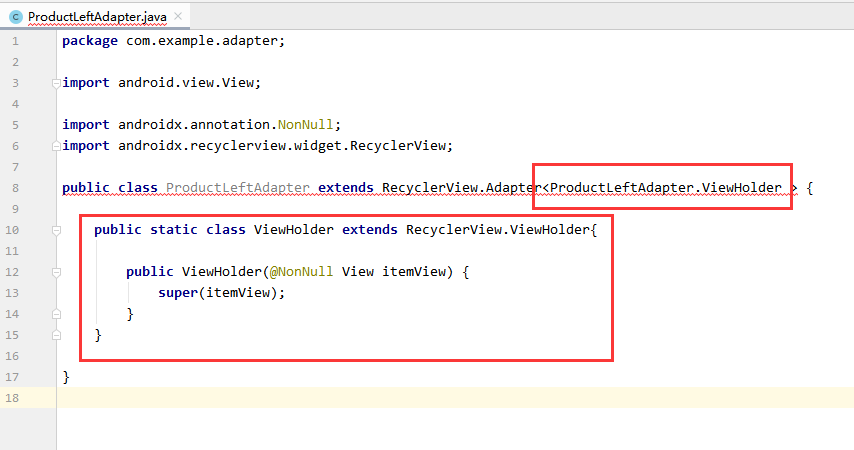 ProductLeftAdapter.java
1 package com.example.adapter;
2
3 import android.view.View;
4
5 import androidx.annotation.NonNull;
6 import androidx.recyclerview.widget.RecyclerView;
7
8 public class ProductLeftAdapter extends RecyclerView.Adapter<ProductLeftAdapter.ViewHolder > {
9
10 public static class ViewHolder extends RecyclerView.ViewHolder{
11
12 public ViewHolder(@NonNull View itemView) {
13 super(itemView);
14 }
15 }
16
17 }
18